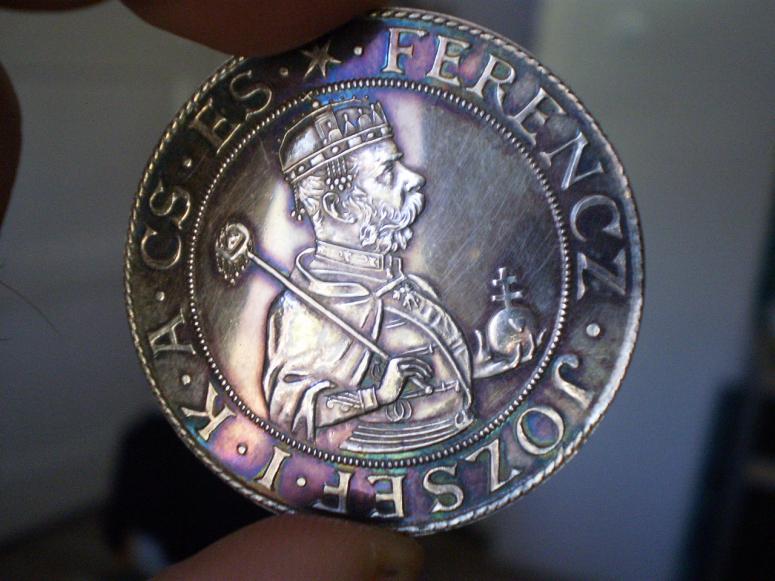 ★ · FERENCZ · JOZSEF · I · K · A · CS · ES ·